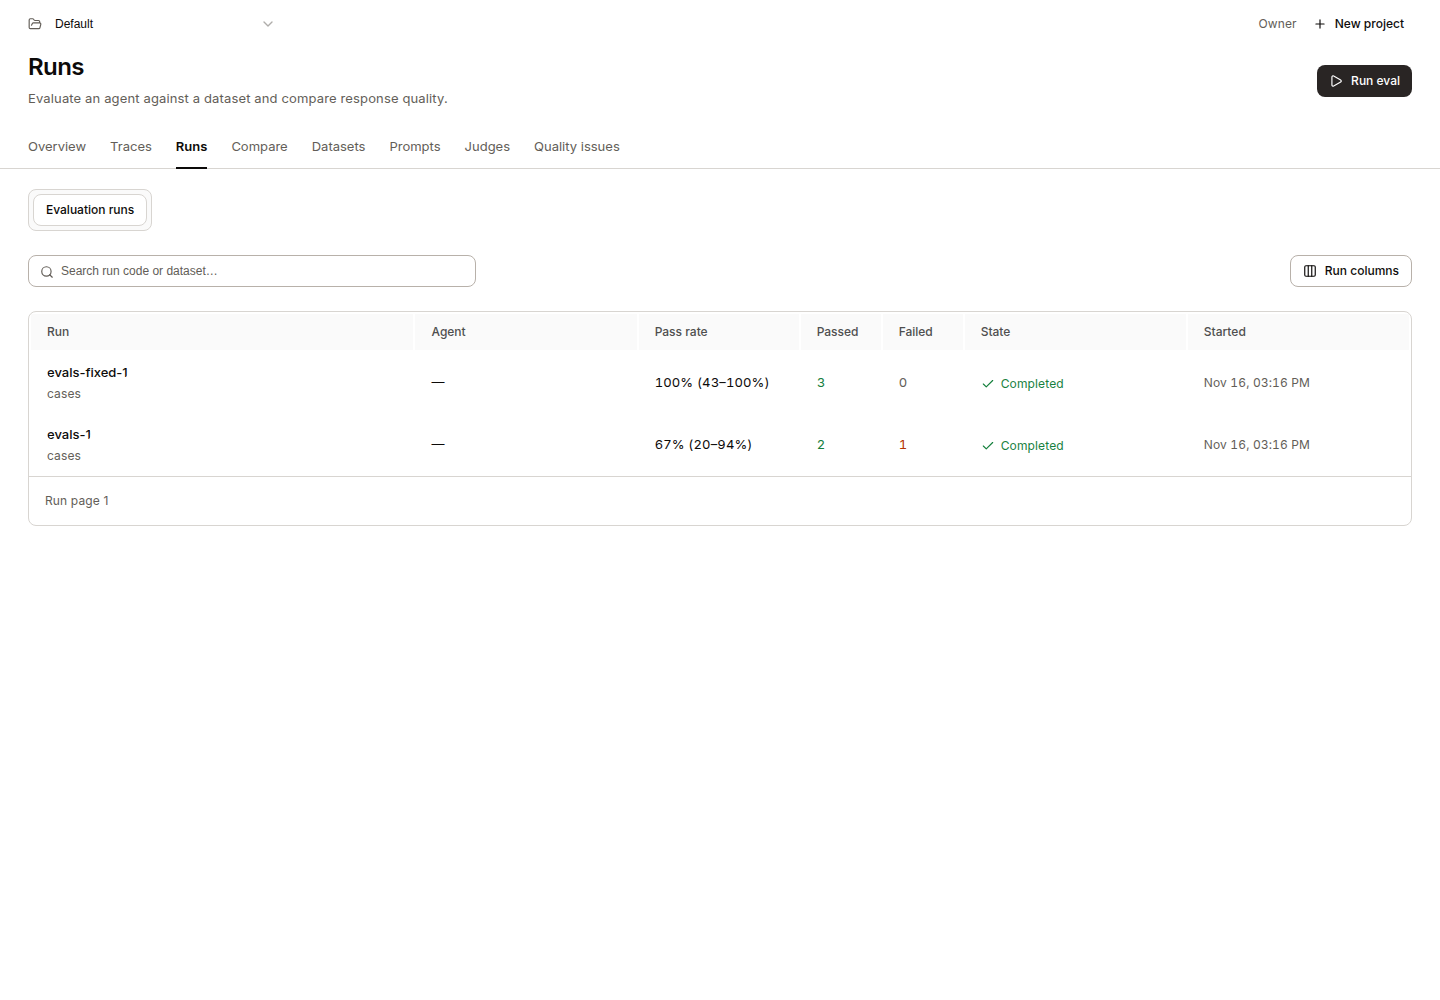 Default
Owner
New project
Runs
Evaluate an agent against a dataset and compare response quality.
Run eval
Overview
Traces
Runs
Compare
Datasets
Prompts
Judges
Quality issues
Evaluation runs
Search run code or dataset…
Run columns
Run
Agent
Pass rate
Passed
Failed
State
Started
evals-fixed-1
cases
—
100% (43–100%)
3
0
Completed
Nov 16, 03:16 PM
evals-1
cases
—
67% (20–94%)
2
1
Completed
Nov 16, 03:16 PM
Run page 1